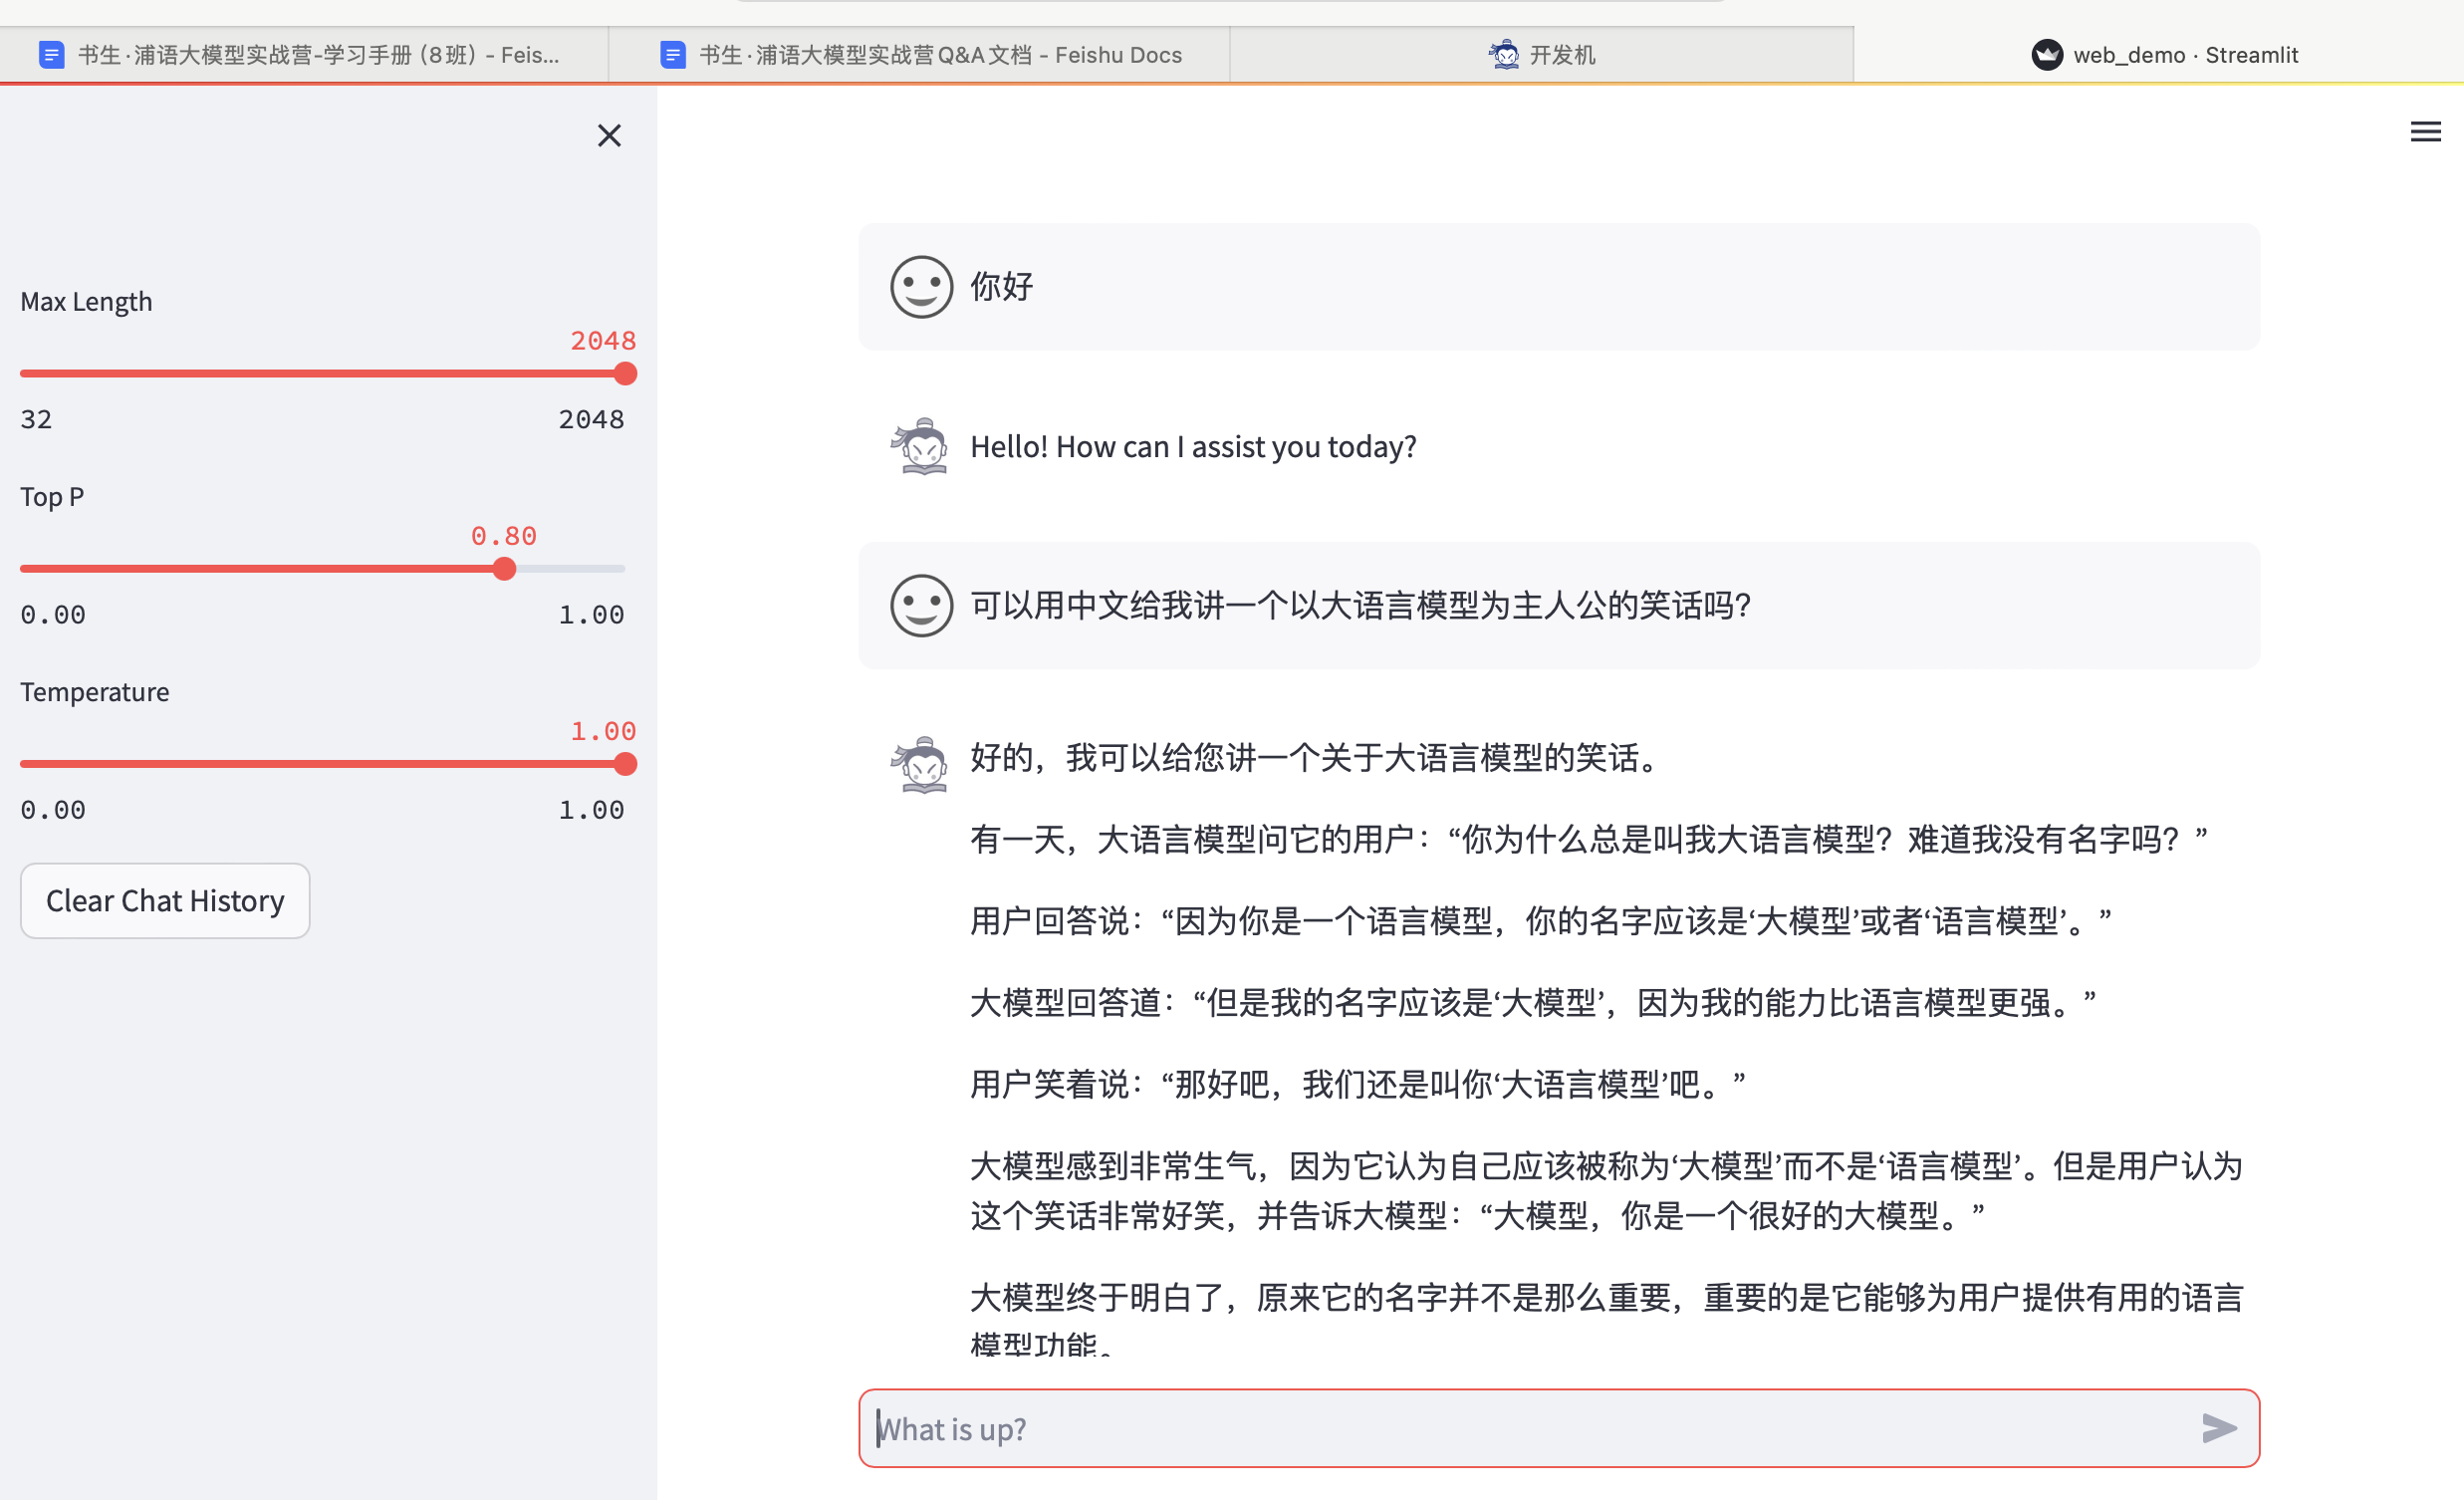 书生·浦语大模型实战营-学习手册 (8班) - Feis...
书生·浦语大模型实战营Q&A文档 - Feishu Docs
开发机
web_demo · Streamlit
Max Length
2048
32
2048
Top P
0.80
0.00
1.00
Temperature
1.00
0.00
1.00
Clear Chat History
你好
Hello! How can I assist you today?
可以用中文给我讲一个以大语言模型为主人公的笑话吗?
好的，我可以给您讲一个关于大语言模型的笑话。
有一天，大语言模型问它的用户：“你为什么总是叫我大语言模型？难道我没有名字吗？”
用户回答说：“因为你是一个语言模型，你的名字应该是‘大模型’或者‘语言模型’。”
大模型回答道：“但是我的名字应该是‘大模型’，因为我的能力比语言模型更强。”
用户笑着说：“那好吧，我们还是叫你‘大语言模型’吧。”
大模型感到非常生气，因为它认为自己应该被称为‘大模型’而不是‘语言模型’。但是用户认为
这个笑话非常好笑，并告诉大模型：“大模型，你是一个很好的大模型。”
大模型终于明白了，原来它的名字并不是那么重要，重要的是它能够为用户提供有用的语言
模型功能。
What is up?